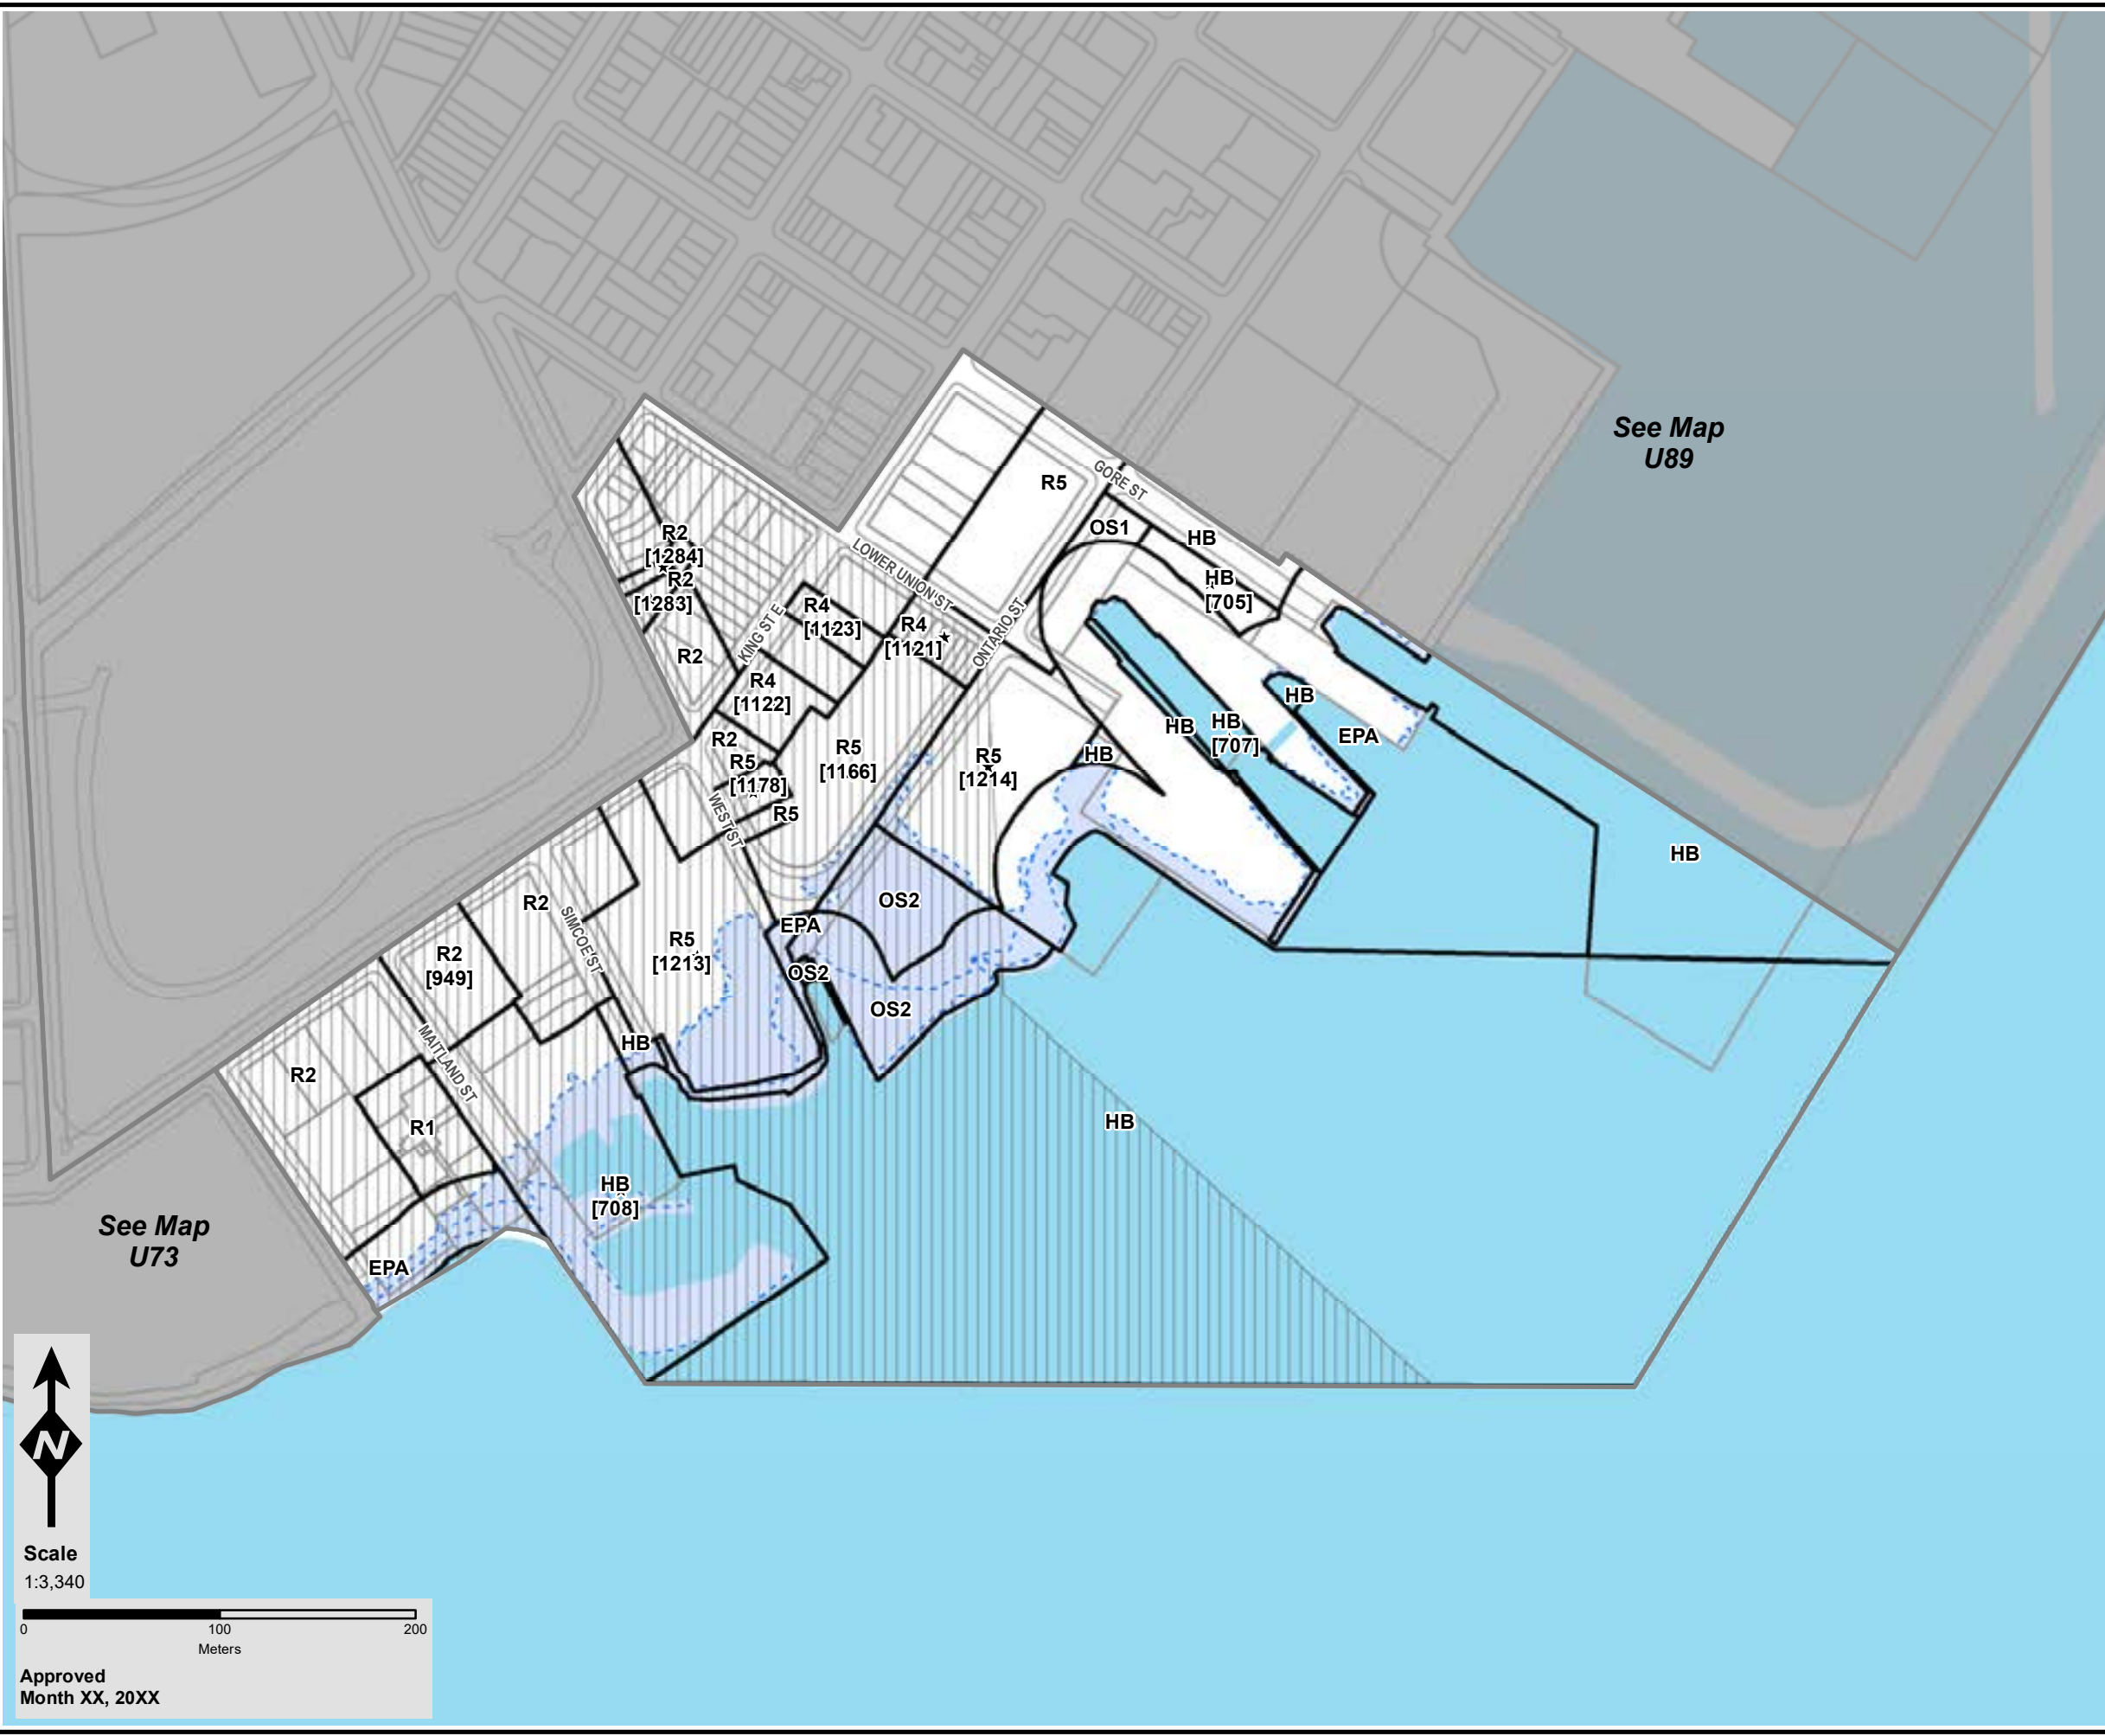 See Map
U89
R5
GORE ST
OS1
HB
R2
[1284]
LOWER UNION ST
HB
[705]
R2
[1283]
R4
[1123]
R4
[1121]
KING ST E
ONTARIO ST
R2
R4
[1122]
HB
HB
HB
[707]
EPA
R2
R5
[1166]
HB
R5
[1214]
R5
[1178]
WEST ST
R5
HB
R2
OS2
SIMCOE ST
EPA
R5
[1213]
R2
[949]
OS2
OS2
HB
MAITLAND ST
R2
HB
R1
HB
[708]
See Map
U73
EPA
N
Scale
1:3,340
0 100 200
Meters
Approved
Month XX, 20XX